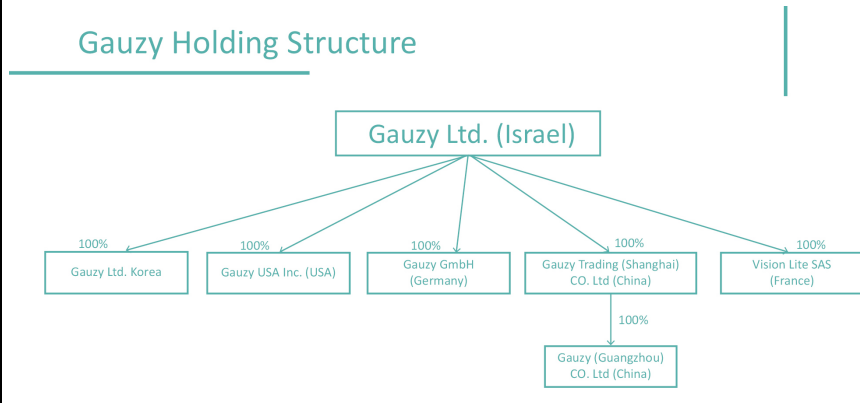 Gauzy Holding Structure
Gauzy Ltd. (Israel)
100%
100%
100%
100%
100%
Gauzy Ltd. Korea
Gauzy USA Inc. (USA)
Gauzy GmbH
(Germany)
Gauzy Trading (Shanghai)
CO. Ltd (China)
Vision Lite SAS
(France)
100%
Gauzy (Guangzhou)
CO. Ltd (China)